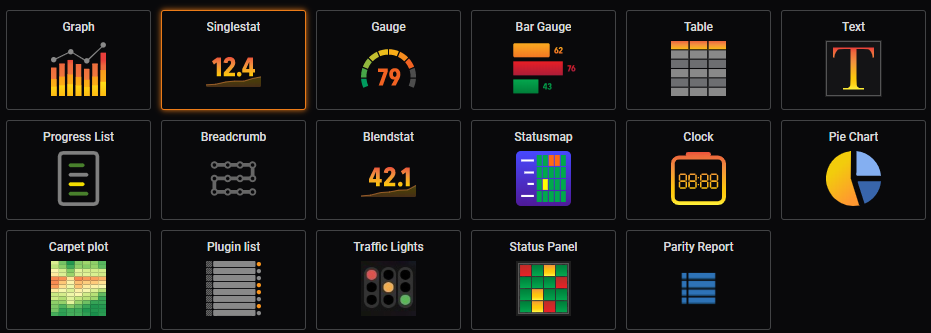 Graph
Singlestat
Gauge
Bar Gauge
Table
Text
12.4
79
62
76
43
T
Progress List
Breadcrumb
Blendstat
Statusmap
Clock
Pie Chart
42.1
88:88
Carpet plot
Plugin list
Traffic Lights
Status Panel
Parity Report